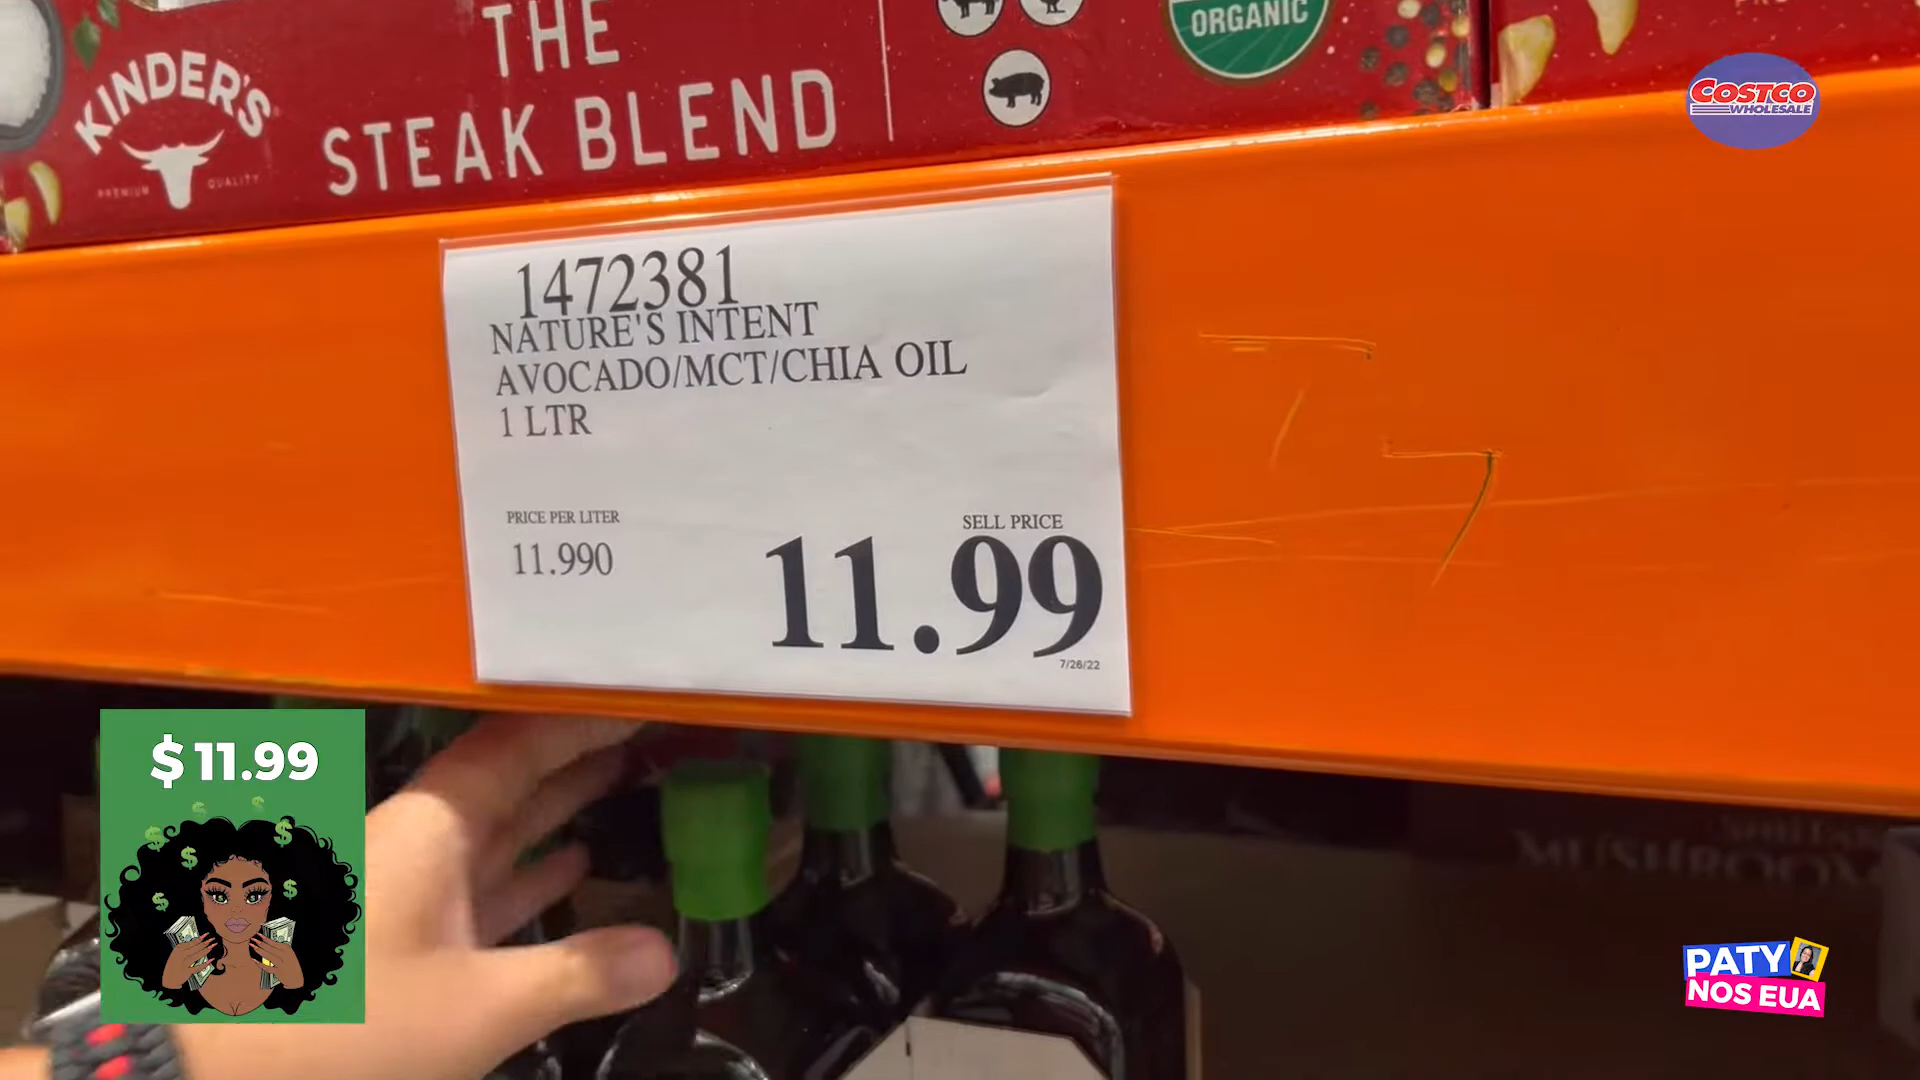 THE
STEAK BLEND
KINDER'S
PREMIUM QUALITY
ORGANIC
COSTCO
WHOLESALE
1472381
NATURE'S INTENT
AVOCADO/MCT/CHIA OIL
1 LTR
PRICE PER LITER
11.990
SELL PRICE
11.99
7/26/22
$11.99
MUSHROOM
PATY
NOS EUA